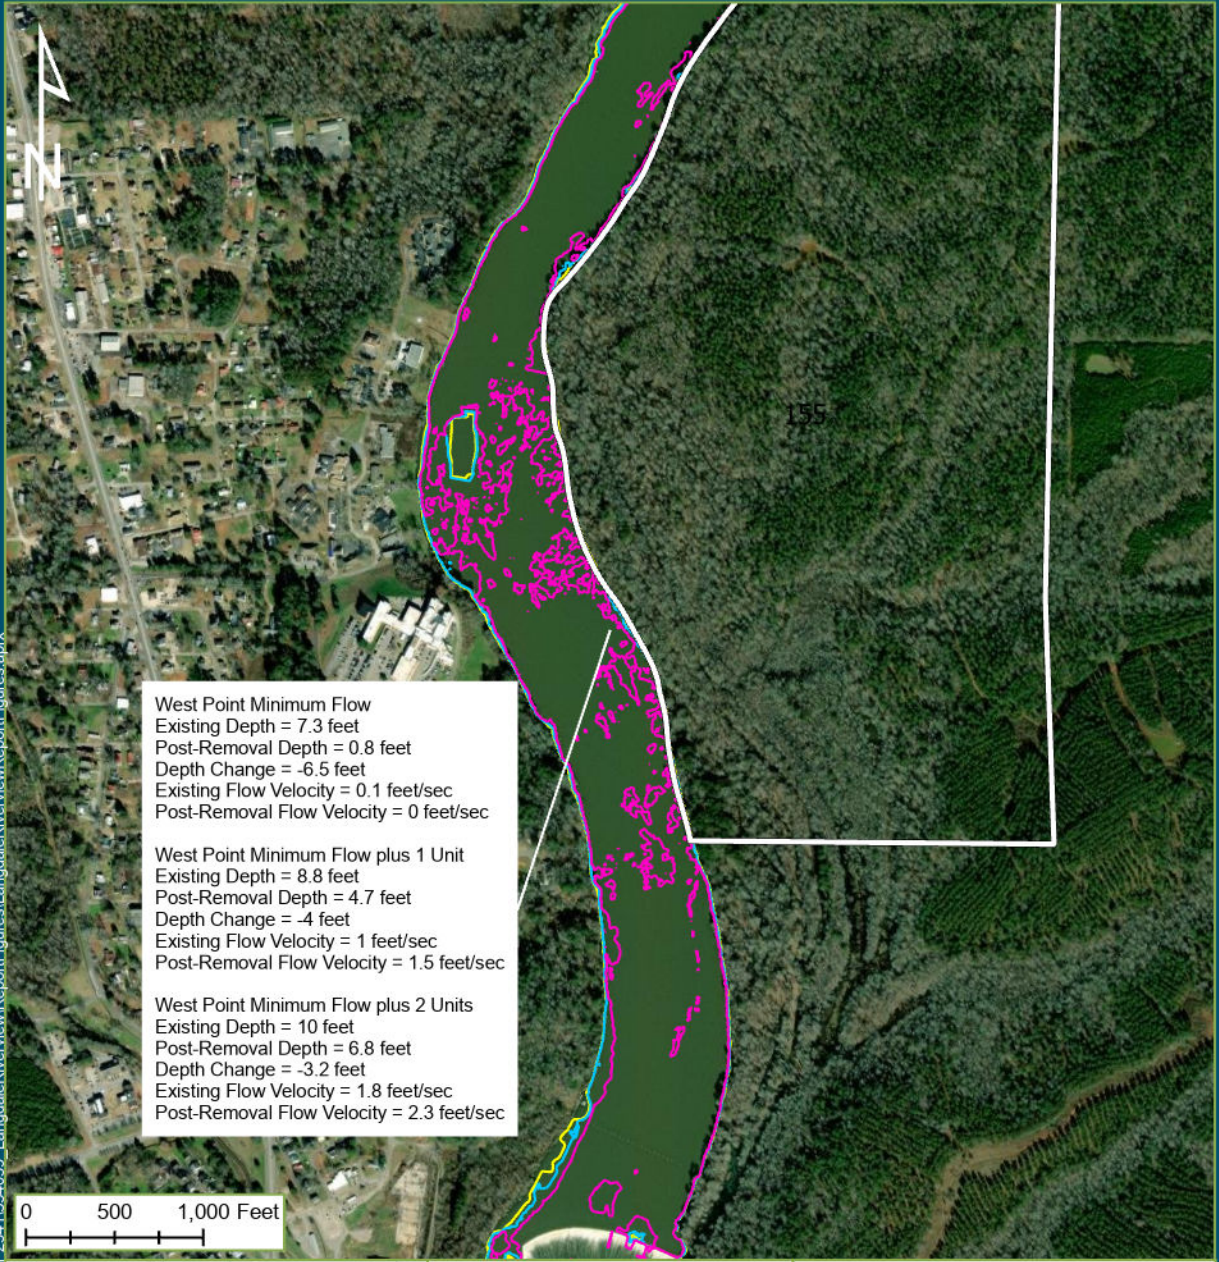 N
155
West Point Minimum Flow
Existing Depth = 7.3 feet
Post-Removal Depth = 0.8 feet
Depth Change = -6.5 feet
Existing Flow Velocity = 0.1 feet/sec
Post-Removal Flow Velocity = 0 feet/sec
West Point Minimum Flow plus 1 Unit
Existing Depth = 8.8 feet
Post-Removal Depth = 4.7 feet
Depth Change = -4 feet
Existing Flow Velocity = 1 feet/sec
Post-Removal Flow Velocity = 1.5 feet/sec
West Point Minimum Flow plus 2 Units
Existing Depth = 10 feet
Post-Removal Depth = 6.8 feet
Depth Change = -3.2 feet
Existing Flow Velocity = 1.8 feet/sec
Post-Removal Flow Velocity = 2.3 feet/sec
0 500 1,000 Feet